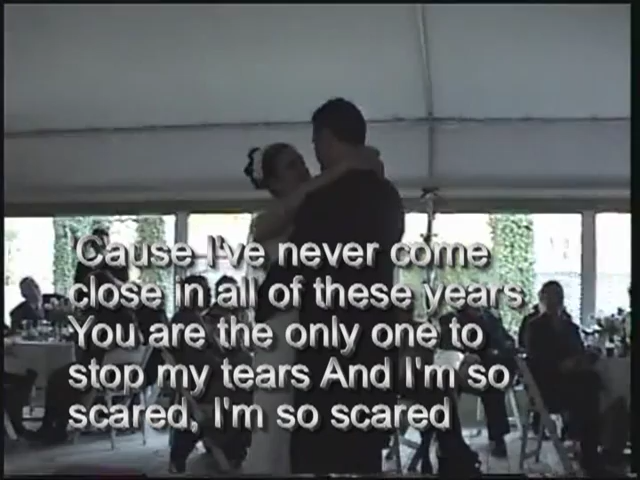 'Cause I've never come
close in all of these years
You are the only one to
stop my tears And I'm so
scared, I'm so scared